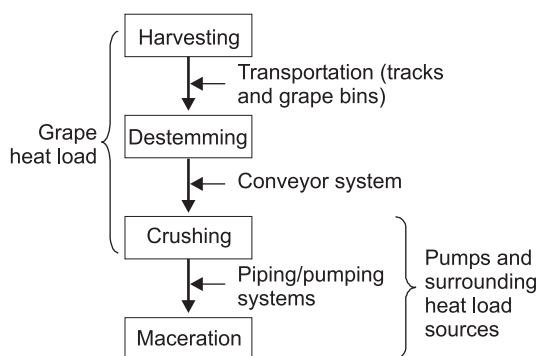 Harvesting
Transportation (tracks
and grape bins)
Grape
heat load
Destemming
Conveyor system
Crushing
Piping/pumping
systems
Pumps and
surrounding
heat load
sources
Maceration